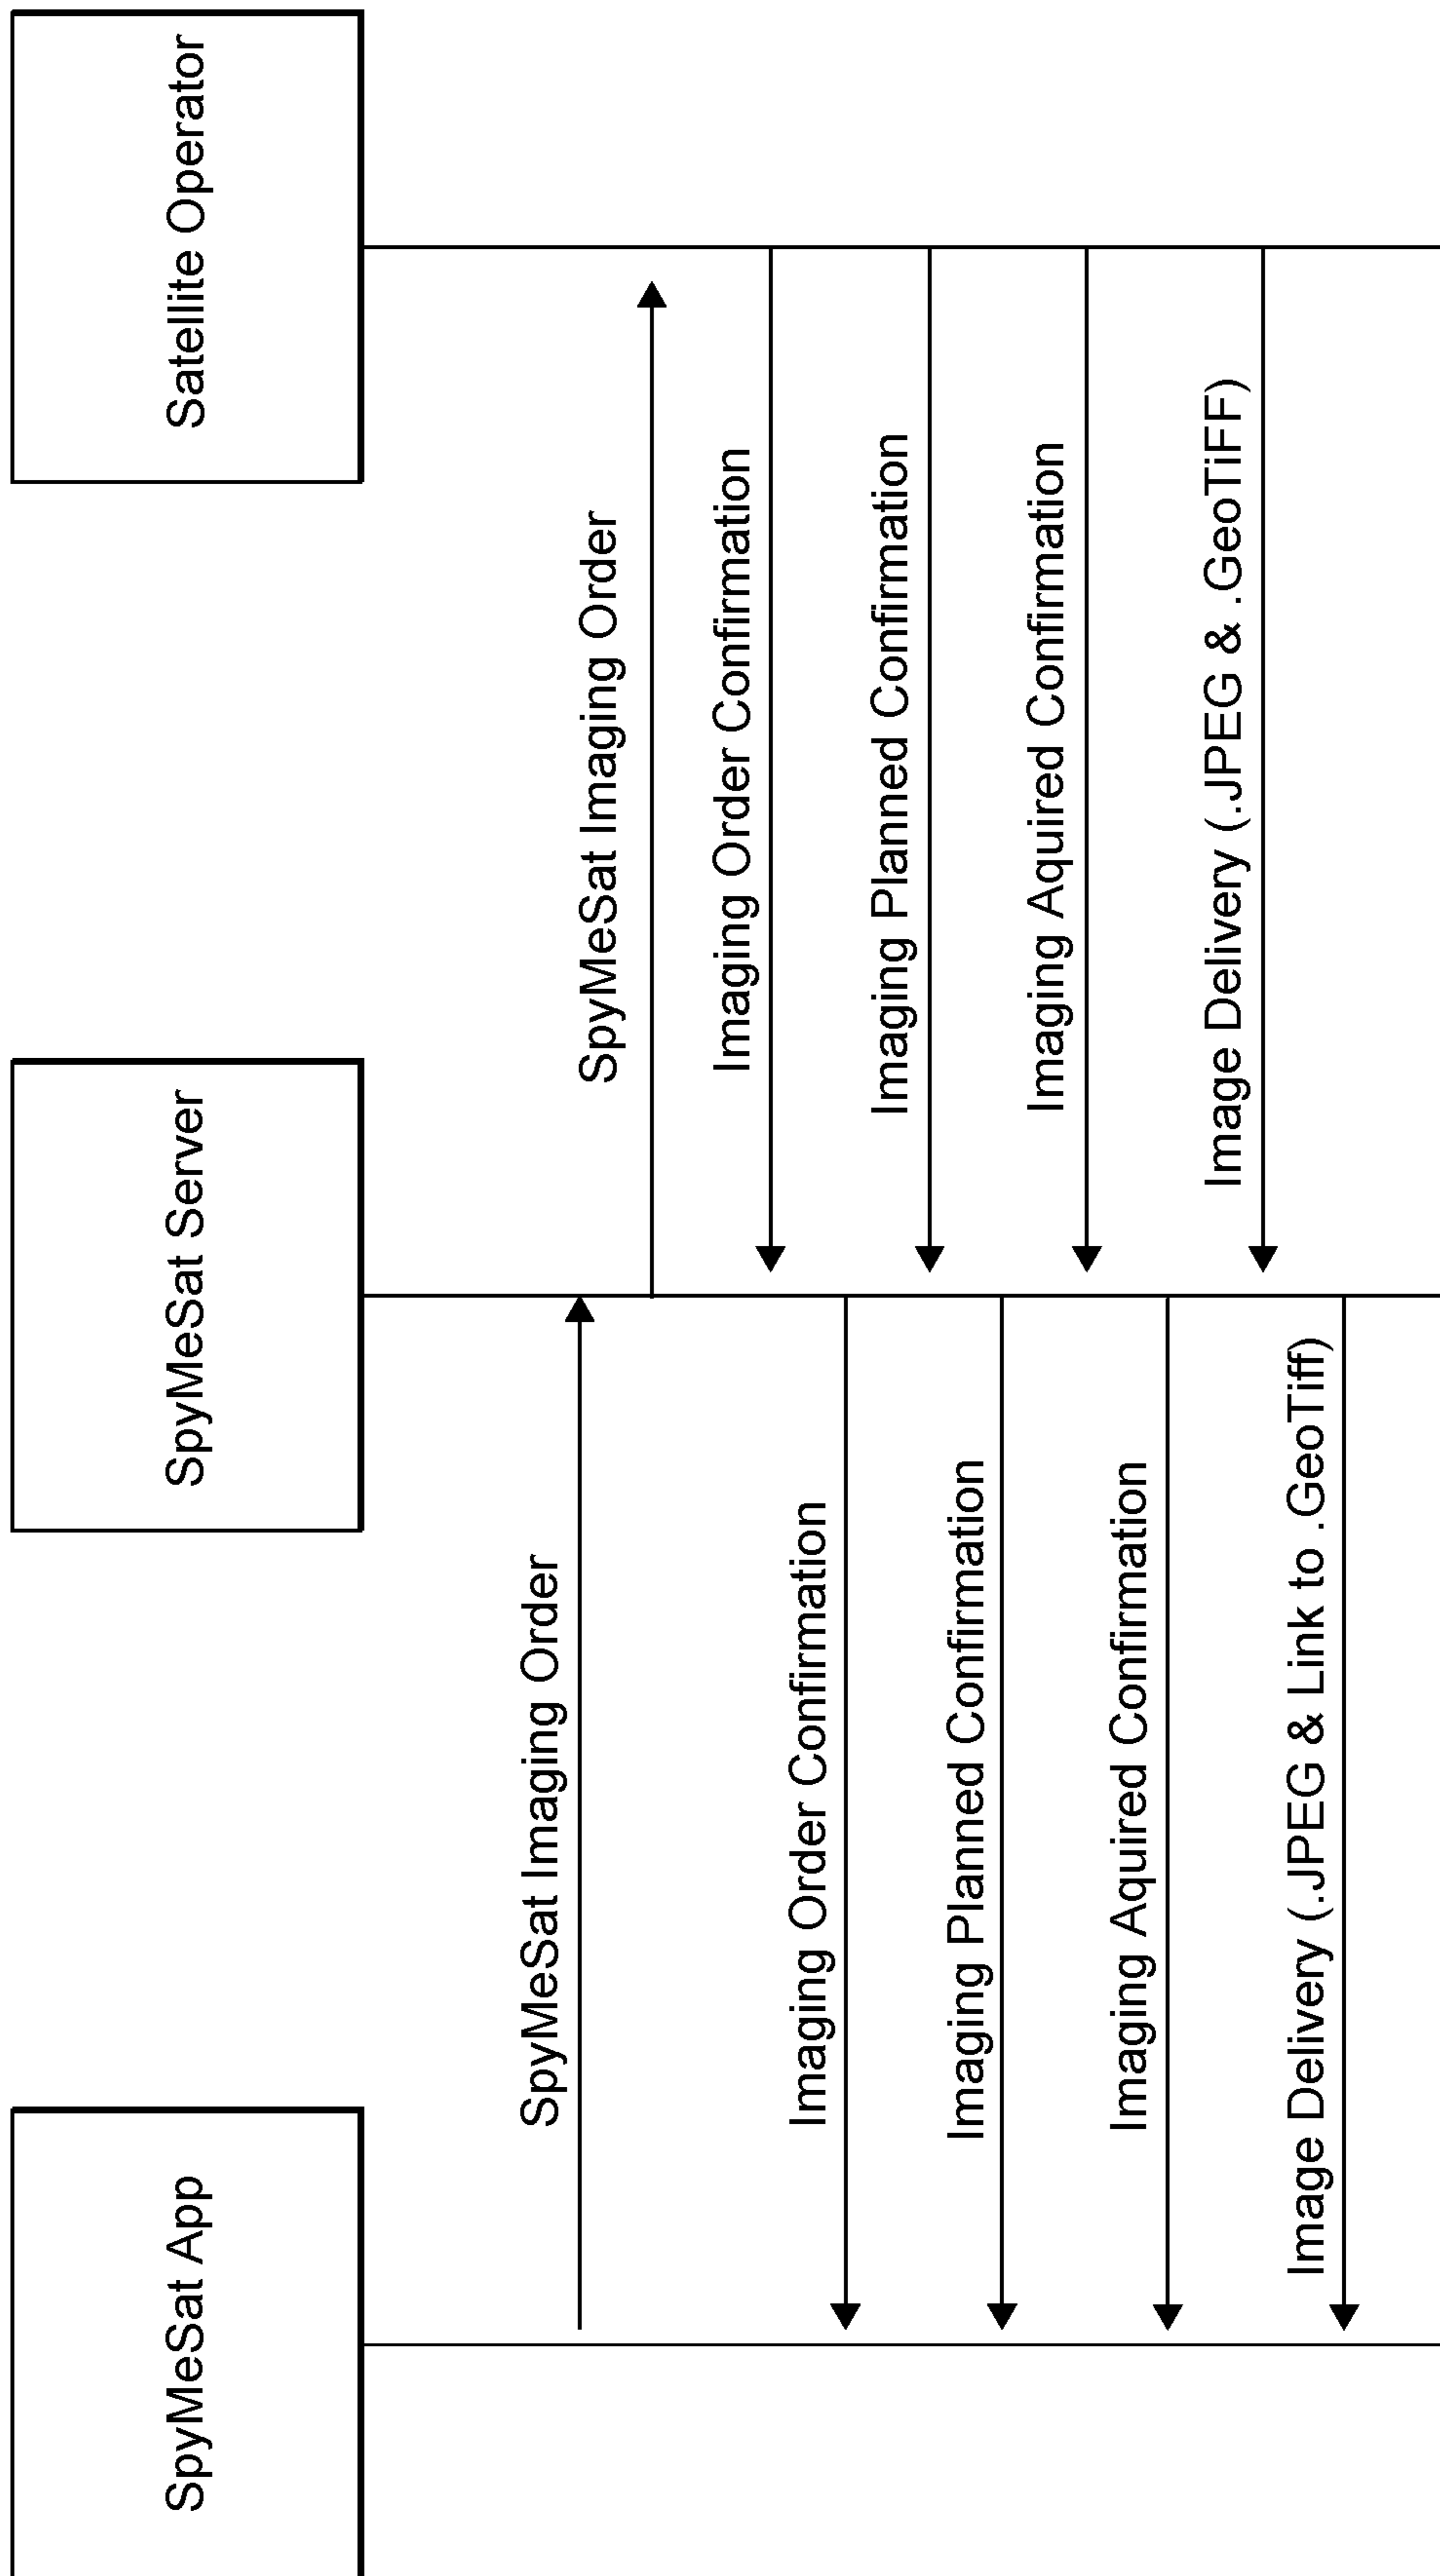 SpyMeSat App
SpyMeSat Server
Satellite Operator
SpyMeSat Imaging Order
SpyMeSat Imaging Order
Imaging Order Confirmation
Imaging Order Confirmation
Imaging Planned Confirmation
Imaging Planned Confirmation
Imaging Aquired Confirmation
Imaging Aquired Confirmation
Image Delivery (.JPEG & .GeoTiFF)
Image Delivery (.JPEG & Link to .GeoTiff)